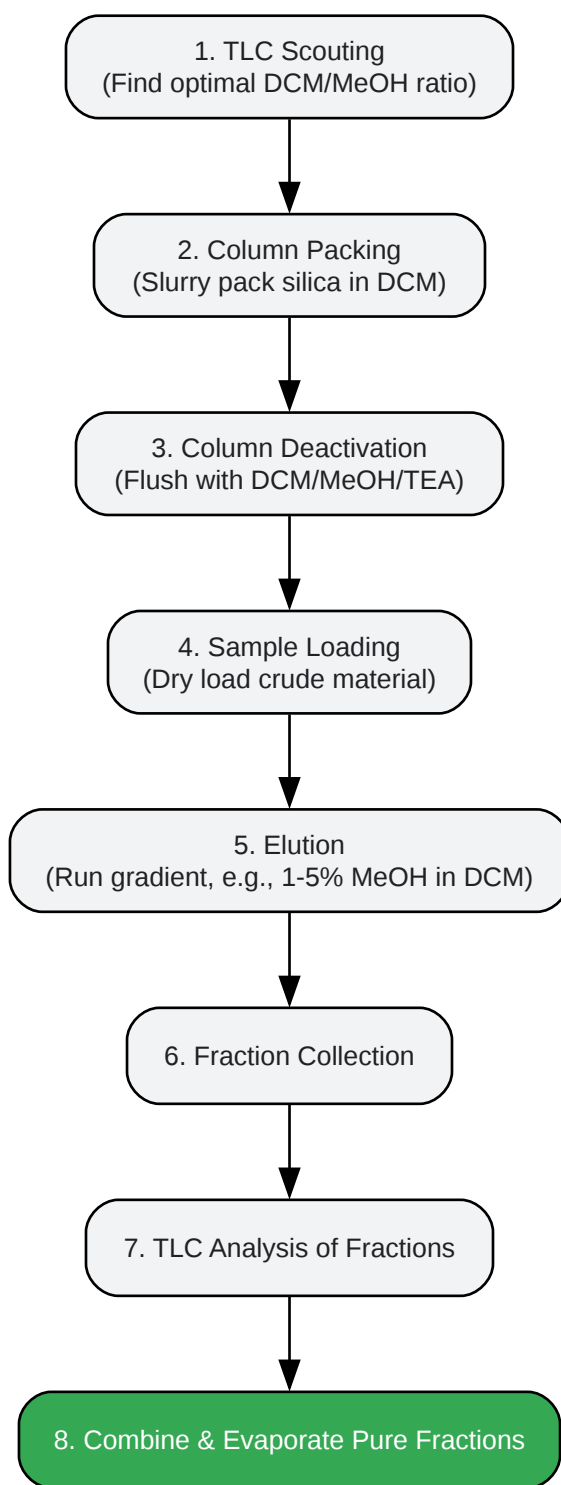 1. TLC Scouting
(Find optimal DCM/MeOH ratio)
2. Column Packing
(Slurry pack silica in DCM)
3. Column Deactivation
(Flush with DCM/MeOH/TEA)
4. Sample Loading
(Dry load crude material)
5. Elution
(Run gradient, e.g., 1-5% MeOH in DCM)
6. Fraction Collection
7. TLC Analysis of Fractions
8. Combine & Evaporate Pure Fractions